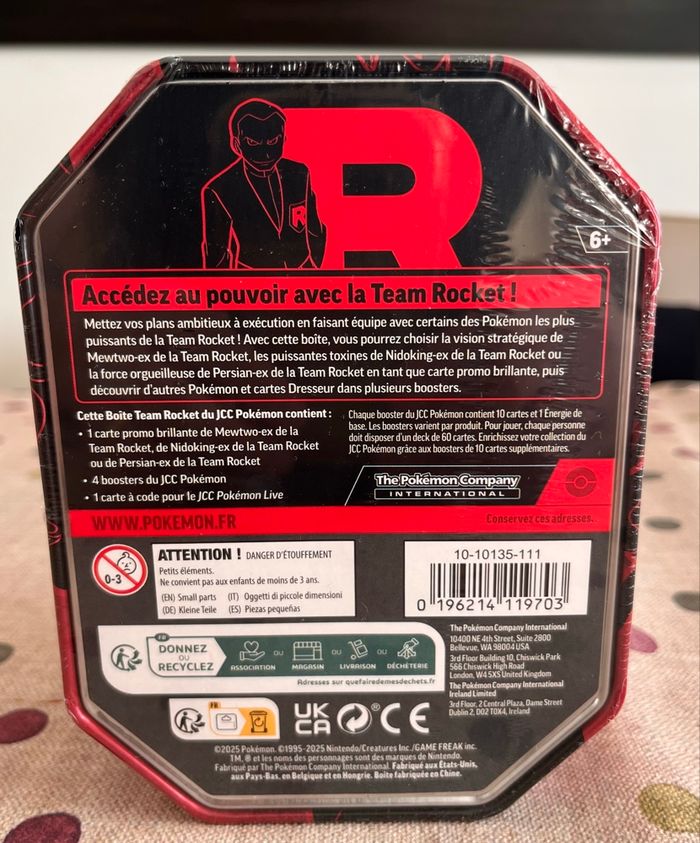 R
R
6+
Accédez au pouvoir avec la Team Rocket !
Mettez vos plans ambitieux à exécution en faisant équipe avec certains des Pokémon les plus
puissants de la Team Rocket ! Avec cette boîte, vous pourrez choisir la vision stratégique de
Mewtwo-ex de la Team Rocket, les puissantes toxines de Nidoking-ex de la Team Rocket ou
la force orgueilleuse de Persian-ex de la Team Rocket en tant que carte promo brillante, puis
découvrir d'autres Pokémon et cartes Dresseur dans plusieurs boosters.
Cette Boîte Team Rocket du JCC Pokémon contient :
• 1 carte promo brillante de Mewtwo-ex de la
Team Rocket, de Nidoking-ex de la Team Rocket
ou de Persian-ex de la Team Rocket
• 4 boosters du JCC Pokémon
• 1 carte à code pour le JCC Pokémon Live
Chaque booster du JCC Pokémon contient 10 cartes et 1 Énergie de
base. Les boosters varient par produit. Pour jouer, chaque personne
doit disposer d'un deck de 60 cartes. Enrichissez votre collection du
JCC Pokémon grâce aux boosters de 10 cartes supplémentaires.
The Pokémon Company
INTERNATIONAL
WWW.POKEMON.FR
Conservez ces adresses.
0-3
ATTENTION ! DANGER D'ÉTOUFFEMENT
Petits éléments.
Ne convient pas aux enfants de moins de 3 ans.
(EN) Small parts (IT) Oggetti di piccole dimensioni
(DE) Kleine Teile (ES) Piezas pequeñas
10-10135-111
0 196214 119703
FR
DONNEZ
OU
RECYCLEZ
ASSOCIATION
OU
MAGASIN
OU
LIVRAISON
OU
DÉCHÈTERIE
Adresses sur quefairedemesdechets.fr
The Pokémon Company International
10400 NE 4th Street, Suite 2800
Bellevue, WA 98004 USA
3rd Floor Building 10, Chiswick Park
566 Chiswick High Road
London, W4 5XS United Kingdom
The Pokémon Company International
Ireland Limited
3rd Floor, 2 Central Plaza, Dame Street
Dublin 2, D02 T0X4, Ireland
FR
UK
CA
®
CE
©2025 Pokémon. ©1995-2025 Nintendo/Creatures Inc./GAME FREAK inc.
TM, ® et les noms des personnages sont des marques de Nintendo.
Fabriqué par The Pokémon Company International. Fabriqué aux États-Unis,
aux Pays-Bas, en Belgique et en Hongrie. Boîte fabriquée en Chine.